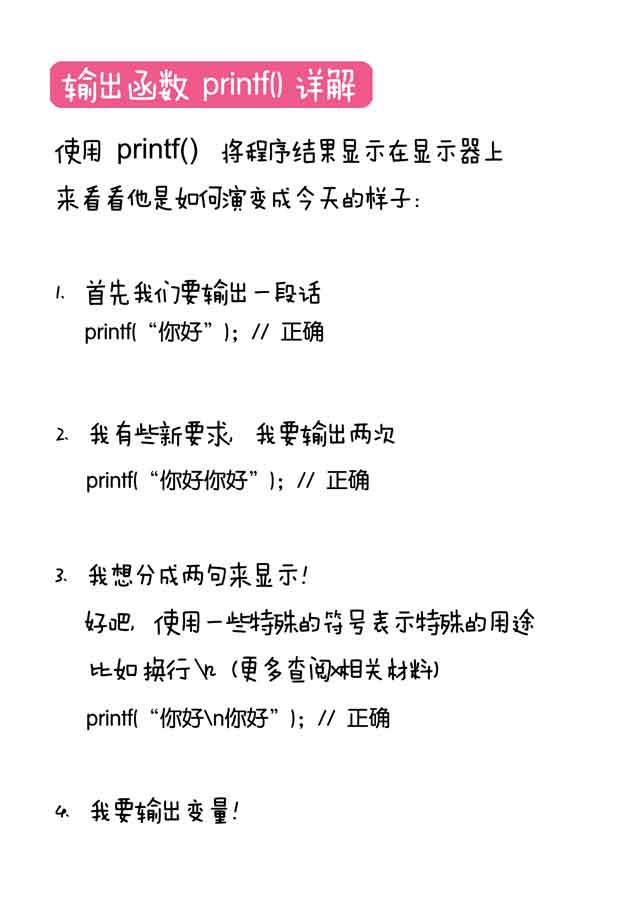 输出函数 printf() 详解
使用 printf() 将程序结果显示在显示器上
来看看他是如何演变成今天的样子：
1. 首先我们要输出一段话
printf(“你好”)；// 正确
2. 我有些新要求，我要输出两次
printf(“你好你好”)；// 正确
3. 我想分成两句来显示！
好吧，使用一些特殊的符号表示特殊的用途
比如换行\n（更多查阅相关材料）
printf(“你好\n你好”)；// 正确
4. 我要输出变量！